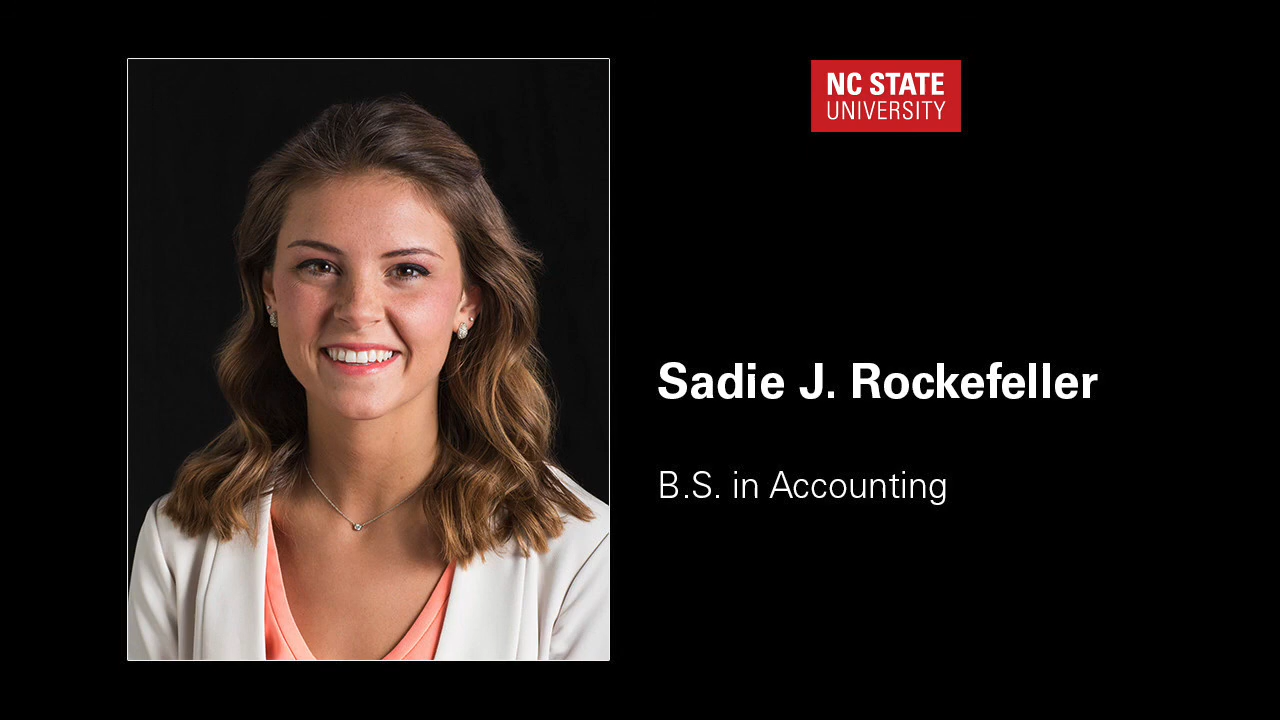 NC STATE
UNIVERSITY
Sadie J. Rockefeller
B.S. in Accounting